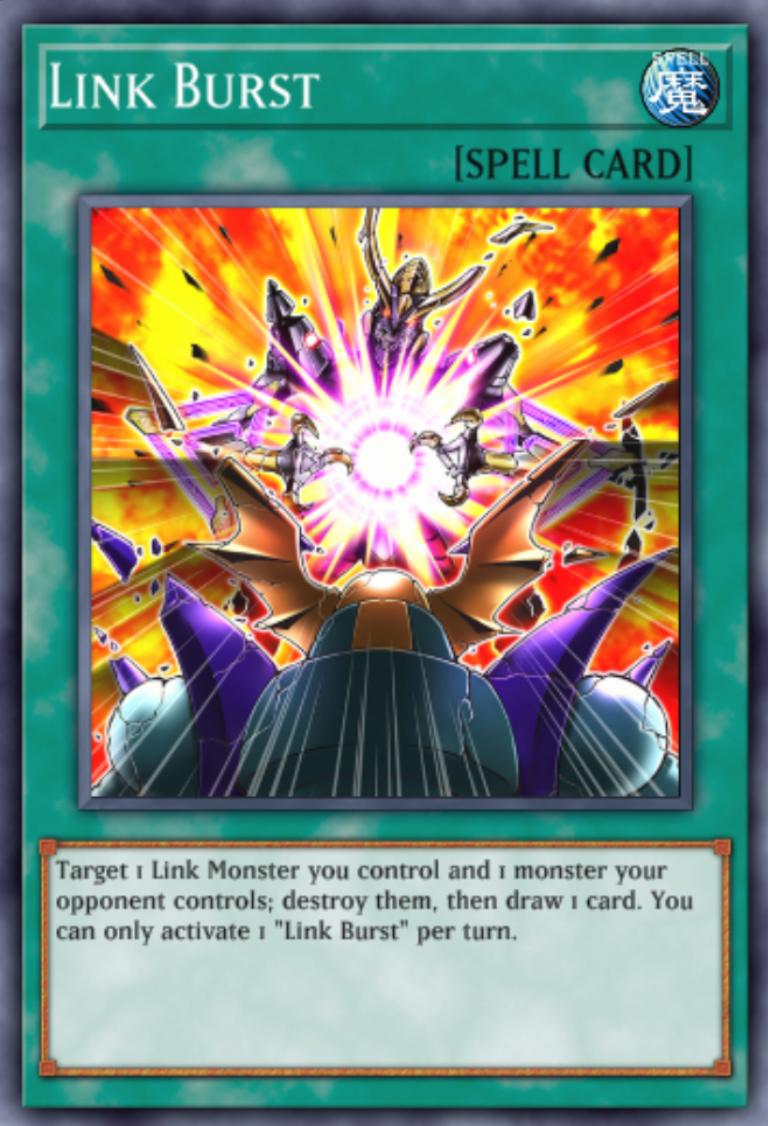 LINK BURST
SPELL
魔
[SPELL CARD]
Target 1 Link Monster you control and 1 monster your
opponent controls; destroy them, then draw 1 card. You
can only activate 1 "Link Burst" per turn.